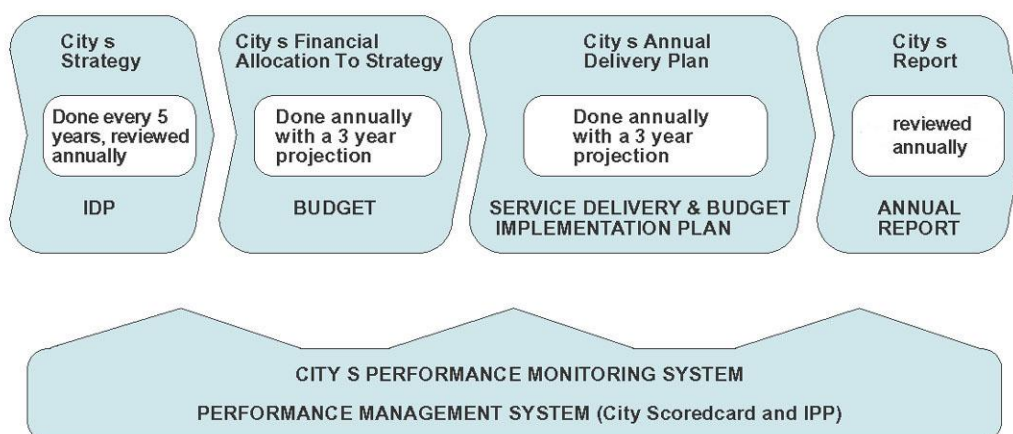 City s
Strategy
Done every 5
years, reviewed
annually
IDP
City s Financial
Allocation To Strategy
Done annually
with a 3 year
projection
BUDGET
City s Annual
Delivery Plan
Done annually
with a 3 year
projection
SERVICE DELIVERY & BUDGET
IMPLEMENTATION PLAN
City s
Report
reviewed
annually
ANNUAL
REPORT
CITY S PERFORMANCE MONITORING SYSTEM
PERFORMANCE MANAGEMENT SYSTEM (City Scoredcard and IPP)